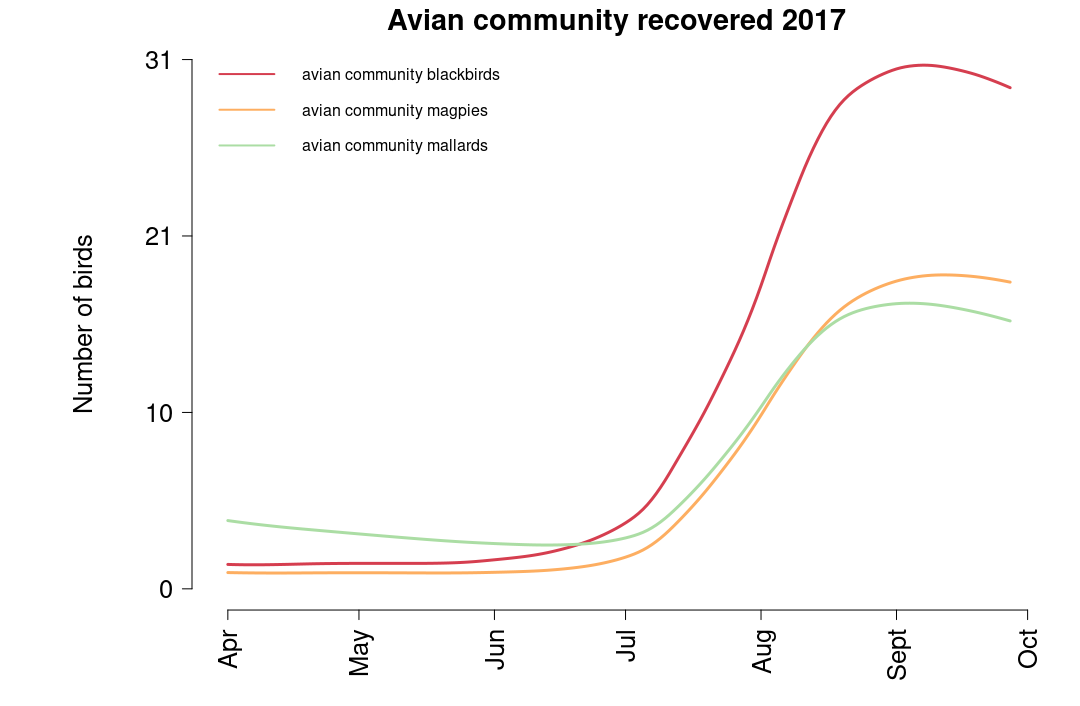 Avian community recovered 2017
avian community blackbirds
avian community magpies
avian community mallards
Number of birds
31
21
10
0
Apr
May
Jun
Jul
Aug
Sept
Oct